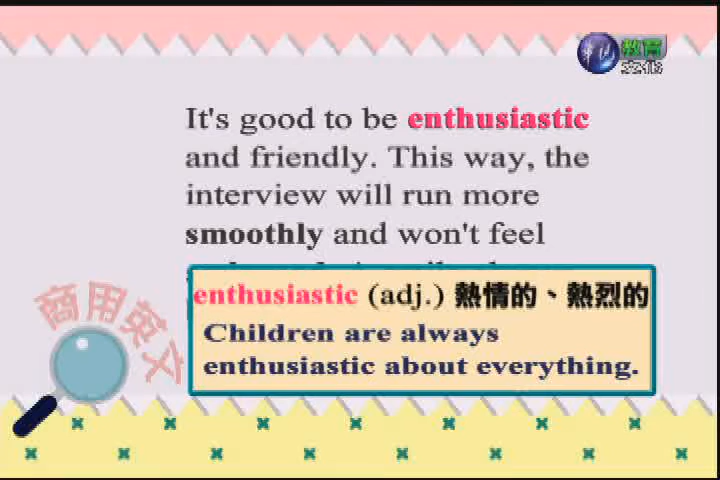 華視
教育
It's good to be enthusiastic
and friendly. This way, the
interview will run more
smoothly and won't feel
enthusiastic (adj.) 熱情的、熱烈的
Children are always
enthusiastic about everything.
商用英文